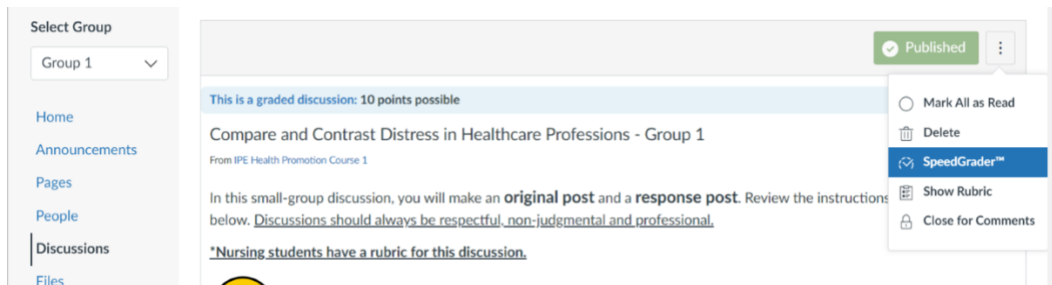 Select Group
Group 1
Home
Announcements
Pages
People
Discussions
Files
Published
This is a graded discussion: 10 points possible
Compare and Contrast Distress in Healthcare Professions - Group 1
From IPE Health Promotion Course 1
In this small-group discussion, you will make an original post and a response post. Review the instructions
below. Discussions should always be respectful, non-judgmental and professional.
*Nursing students have a rubric for this discussion.
Mark All as Read
Delete
SpeedGrader™
Show Rubric
Close for Comments